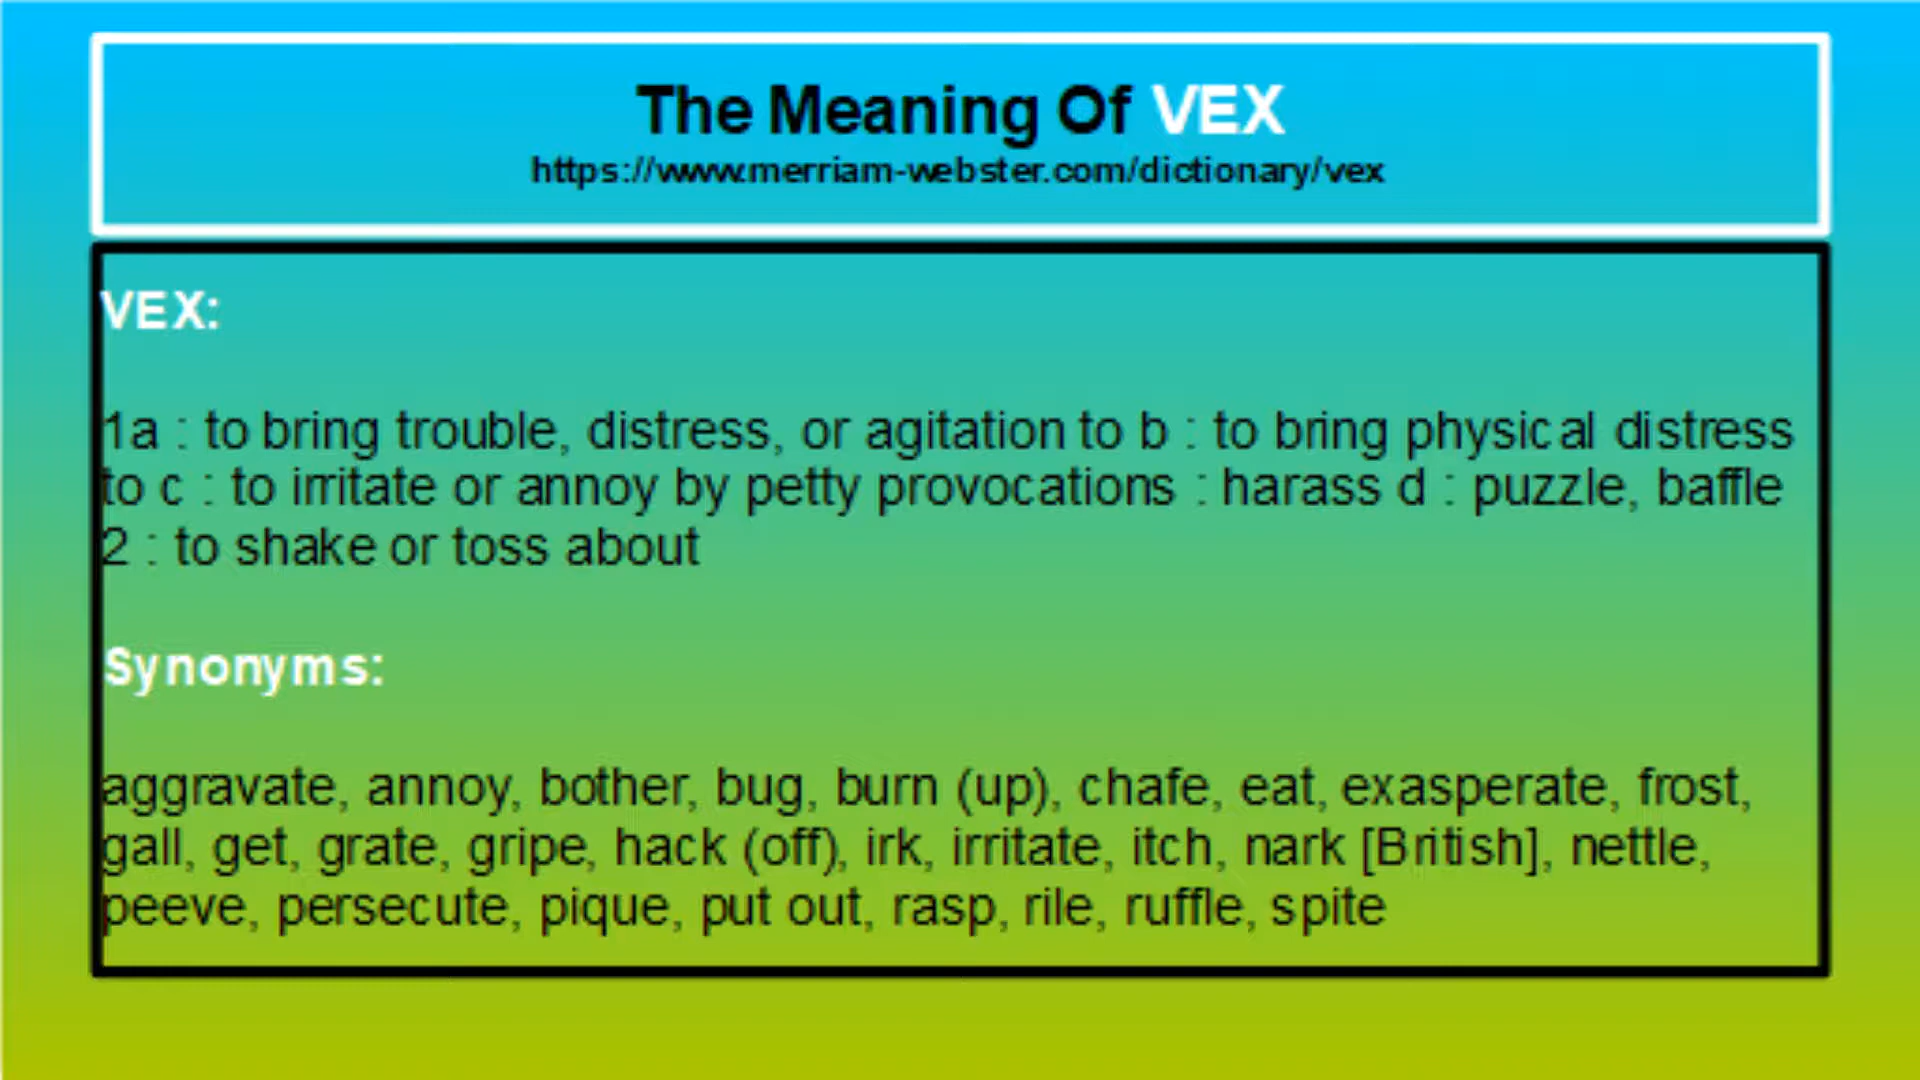 The Meaning Of VEX
https://www.merriam-webster.com/dictionary/vex
VEX:
1a : to bring trouble, distress, or agitation to b : to bring physical distress
to c : to irritate or annoy by petty provocations : harass d : puzzle, baffle
2 : to shake or toss about
Synonyms:
aggravate, annoy, bother, bug, burn (up), chafe, eat, exasperate, frost,
gall, get, grate, gripe, hack (off), irk, irritate, itch, nark [British], nettle,
peeve, persecute, pique, put out, rasp, rile, ruffle, spite